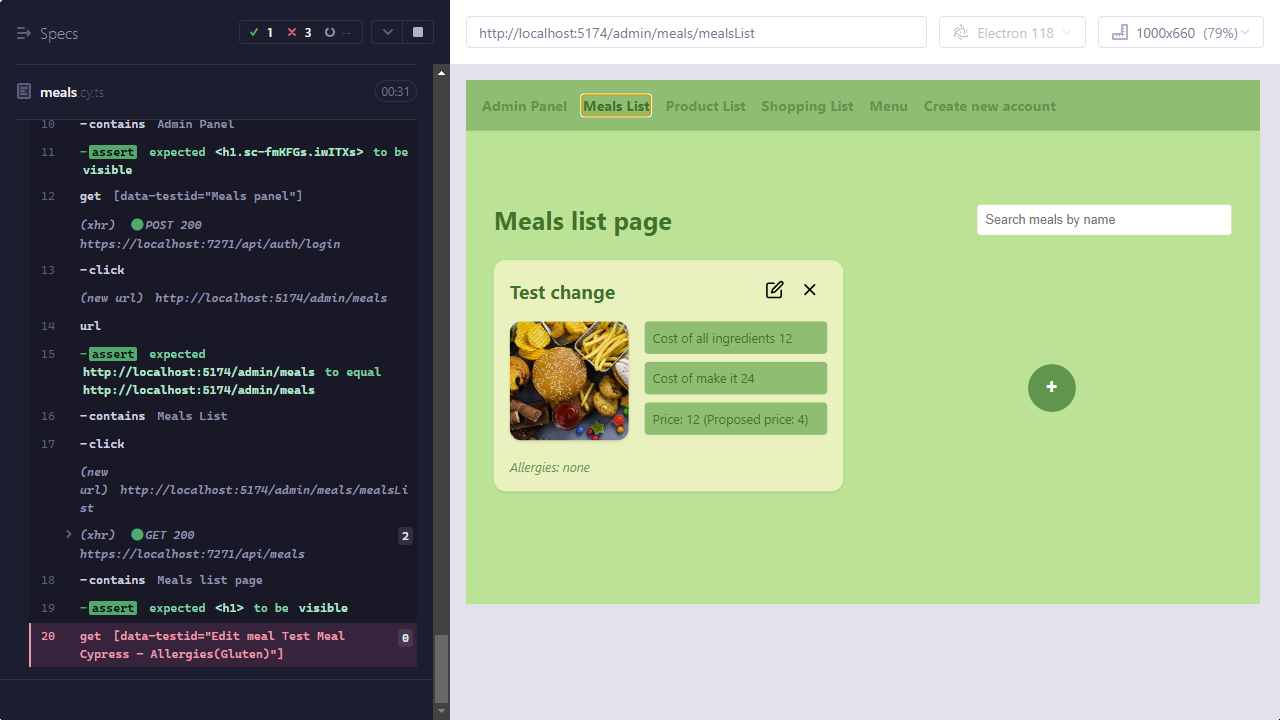 Specs
1
3
--
meals.cy.ts
00:31
10 -contains Admin Panel
11 -assert expected <h1.sc-fmKFGs.iwITXs> to be
visible
12 get [data-testid="Meals panel"]
(xhr) POST 200
https://localhost:7271/api/auth/login
13 -click
(new url) http://localhost:5174/admin/meals
14 url
15 -assert expected
http://localhost:5174/admin/meals to equal
http://localhost:5174/admin/meals
16 -contains Meals List
17 -click
(new
url) http://localhost:5174/admin/meals/mealsLi
st
(xhr) GET 200
https://localhost:7271/api/meals
2
18 -contains Meals list page
19 -assert expected <h1> to be visible
20 get [data-testid="Edit meal Test Meal
Cypress - Allergies(Gluten)"]
0
http://localhost:5174/admin/meals/mealsList
Electron 118
1000x660 (79%)
Admin Panel Meals List Product List Shopping List Menu Create new account
Meals list page
Search meals by name
Test change
Cost of all ingredients 12
Cost of make it 24
Price: 12 (Proposed price: 4)
Allergies: none
+